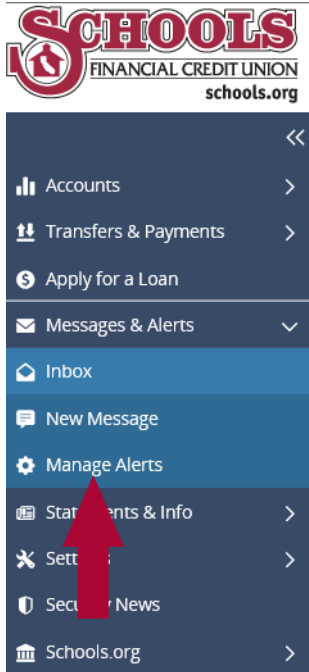 SCHOOLS
FINANCIAL CREDIT UNION
schools.org
Accounts
Transfers & Payments
Apply for a Loan
Messages & Alerts
Inbox
New Message
Manage Alerts
& Info
News
Schools.org